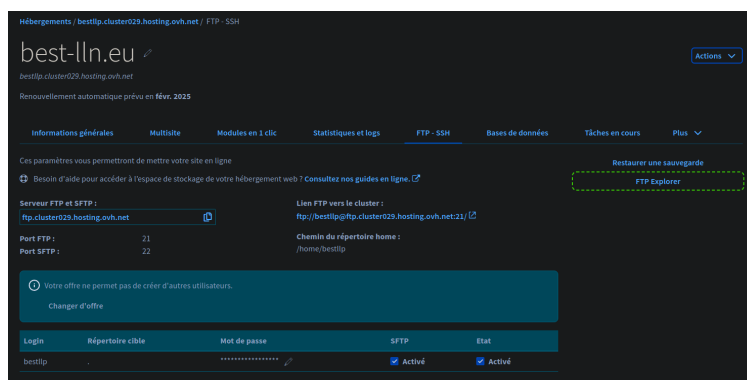 Hébergements / bestllp.cluster029.hosting.ovh.net / FTP - SSH
best-lln.eu
bestllp.cluster029.hosting.ovh.net
Actions
Renouvellement automatique prévu en févr. 2025
Informations générales Multisite Modules en 1 clic Statistiques et logs FTP - SSH Bases de données Tâches en cours Plus
Ces paramètres vous permettront de mettre votre site en ligne
Restaurer une sauvegarde
Besoin d'aide pour accéder à l'espace de stockage de votre hébergement web ? Consultez nos guides en ligne.
FTP Explorer
Serveur FTP et SFTP :
ftp.cluster029.hosting.ovh.net
Lien FTP vers le cluster :
ftp://bestllp@ftp.cluster029.hosting.ovh.net:21/
Port FTP : 21
Port SFTP : 22
Chemin du répertoire home :
/home/bestllp
Votre offre ne permet pas de créer d'autres utilisateurs.
Changer d'offre
Login Répertoire cible Mot de passe SFTP Etat
bestllp . ***************** Activé Activé